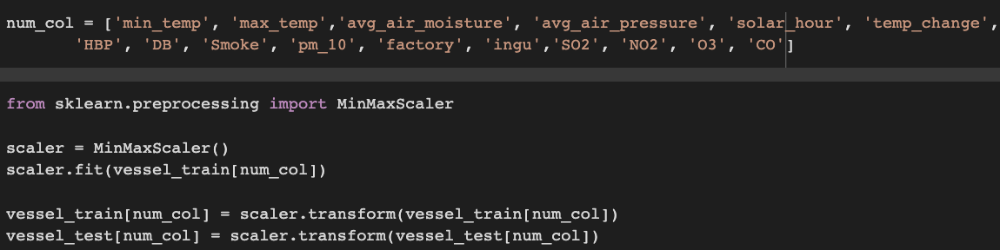 num_col = ['min_temp', 'max_temp','avg_air_moisture', 'avg_air_pressure', 'solar_hour', 'temp_change',
'HBP', 'DB', 'Smoke', 'pm_10', 'factory', 'ingu','SO2', 'NO2', 'O3', 'CO']
from sklearn.preprocessing import MinMaxScaler
scaler = MinMaxScaler()
scaler.fit(vessel_train[num_col])
vessel_train[num_col] = scaler.transform(vessel_train[num_col])
vessel_test[num_col] = scaler.transform(vessel_test[num_col])